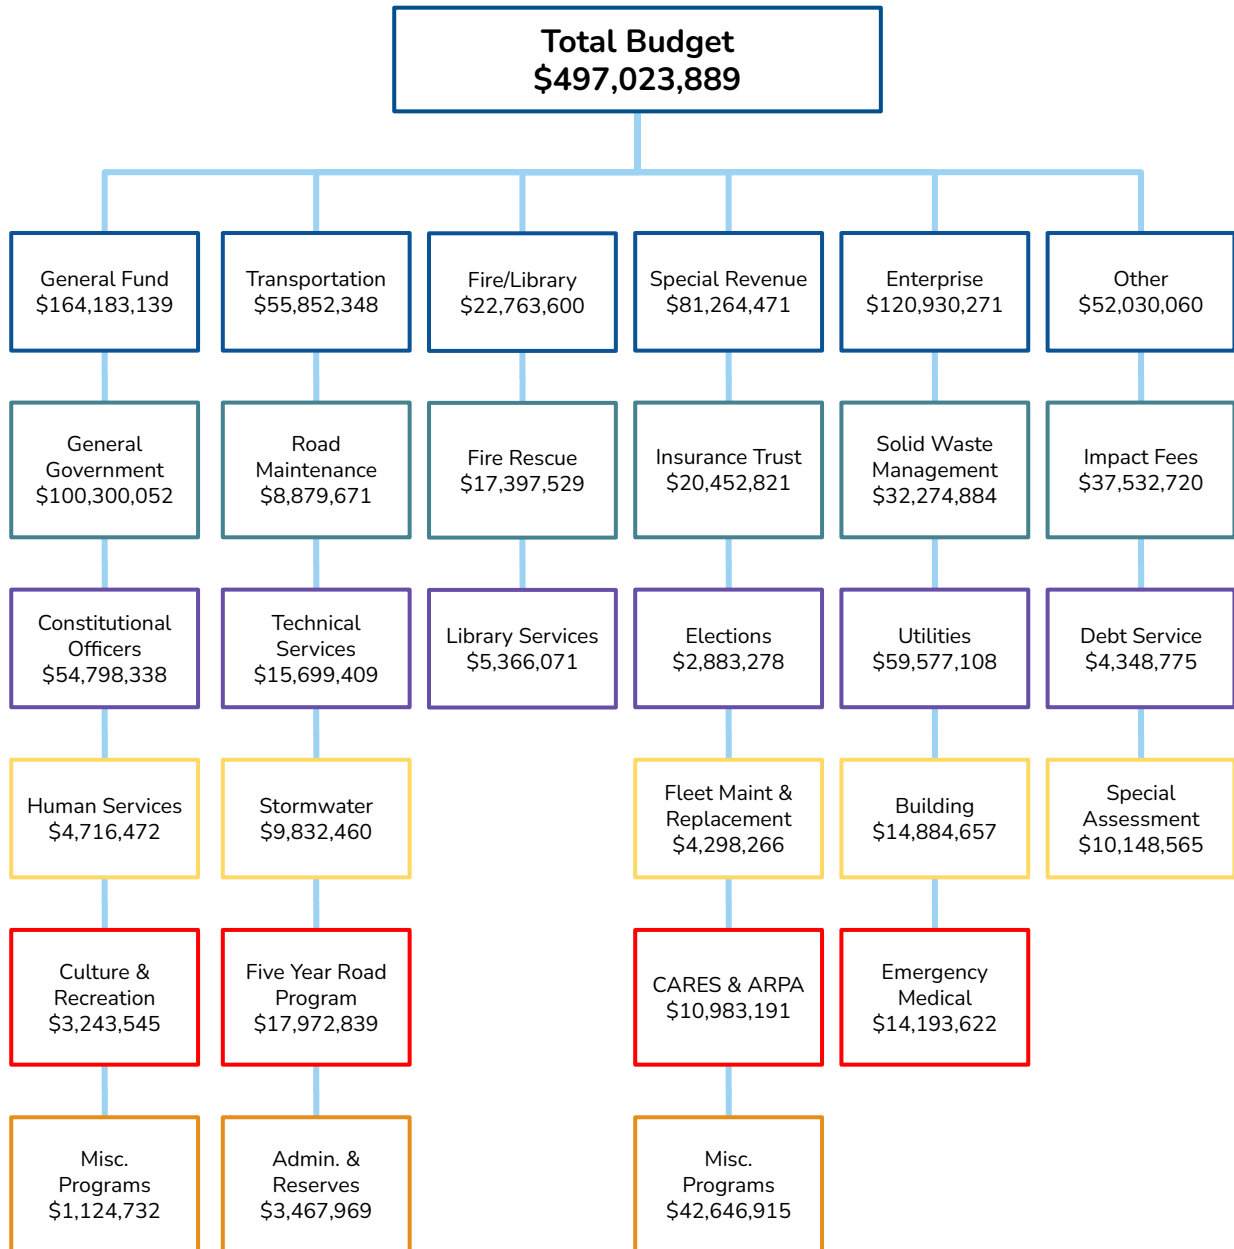 Total Budget
$497,023,889
General Fund
$164,183,139
Transportation
$55,852,348
Fire/Library
$22,763,600
Special Revenue
$81,264,471
Enterprise
$120,930,271
Other
$52,030,060
General
Government
$100,300,052
Road
Maintenance
$8,879,671
Fire Rescue
$17,397,529
Insurance Trust
$20,452,821
Solid Waste
Management
$32,274,884
Impact Fees
$37,532,720
Constitutional
Officers
$54,798,338
Technical
Services
$15,699,409
Library Services
$5,366,071
Elections
$2,883,278
Utilities
$59,577,108
Debt Service
$4,348,775
Human Services
$4,716,472
Stormwater
$9,832,460
Fleet Maint &
Replacement
$4,298,266
Building
$14,884,657
Special
Assessment
$10,148,565
Culture &
Recreation
$3,243,545
Five Year Road
Program
$17,972,839
CARES & ARPA
$10,983,191
Emergency
Medical
$14,193,622
Misc.
Programs
$1,124,732
Admin. &
Reserves
$3,467,969
Misc.
Programs
$42,646,915